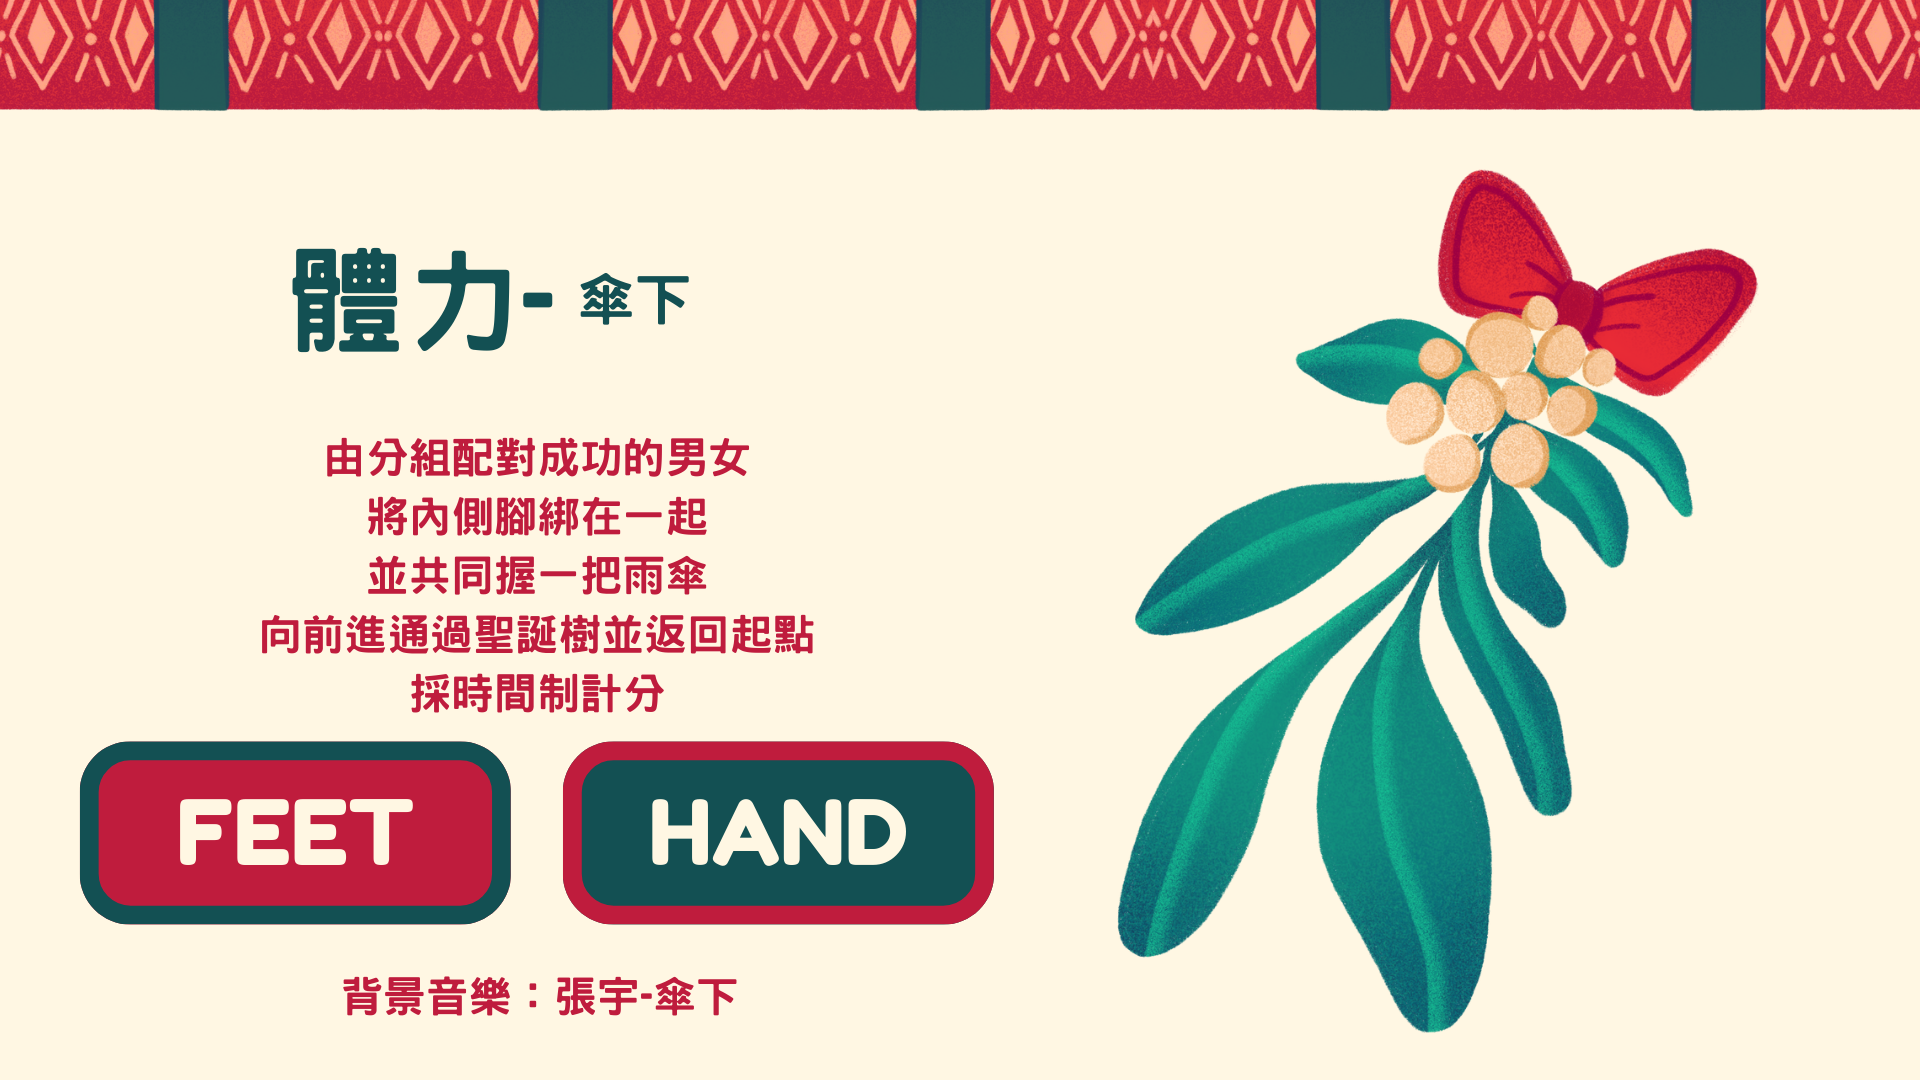 體力- 傘下
由分組配對成功的男女
將內側腳綁在一起
並共同握一把雨傘
向前進通過聖誕樹並返回起點
採時間制計分
FEET
HAND
背景音樂：張宇-傘下